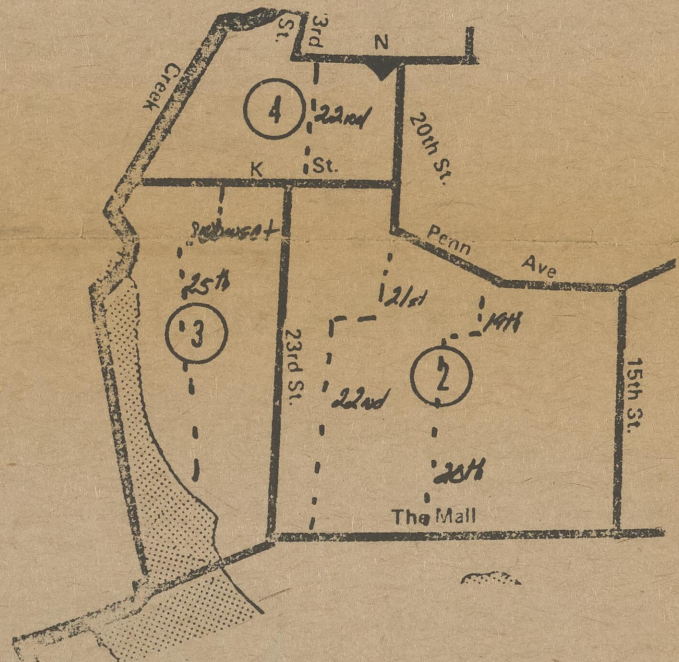 3rd
St.
N
Creek
4
22nd
20th St.
K St.
Penn Ave
25th
21st
19th
3
23rd St.
2
22nd
15th St.
20th
The Mall